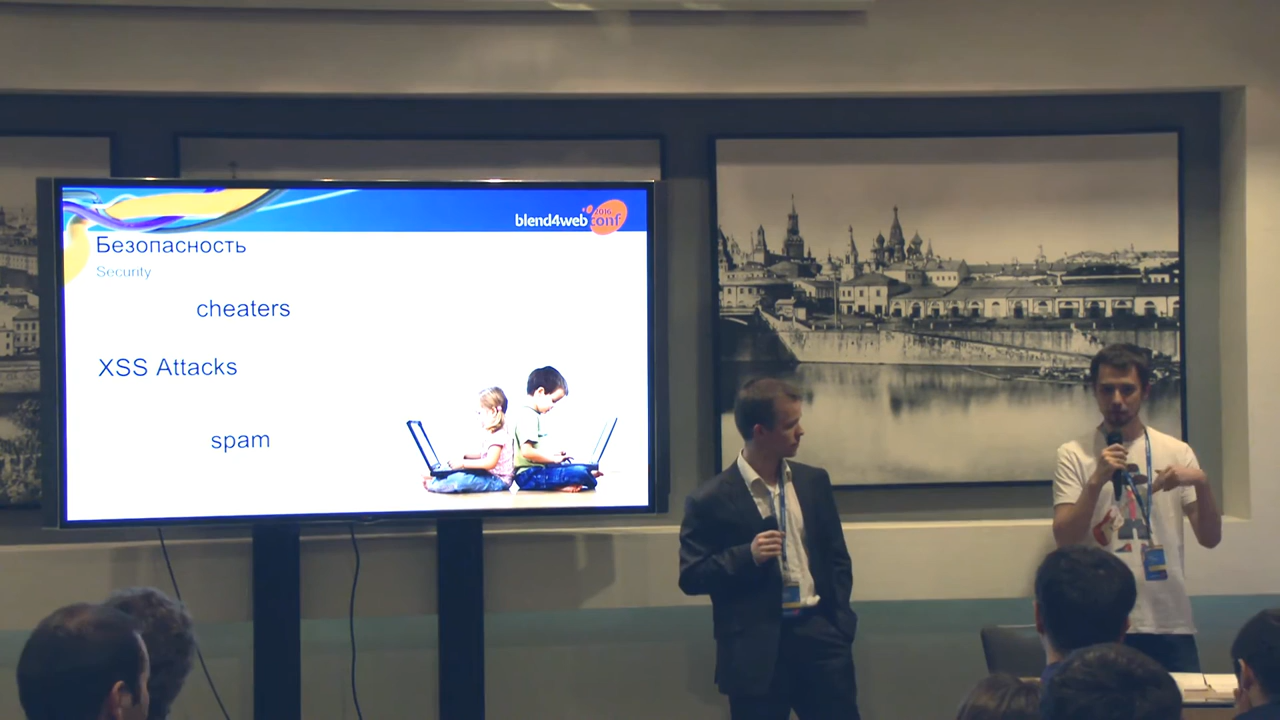 blend4web 2016 conf
Безопасность
Security
cheaters
XSS Attacks
spam